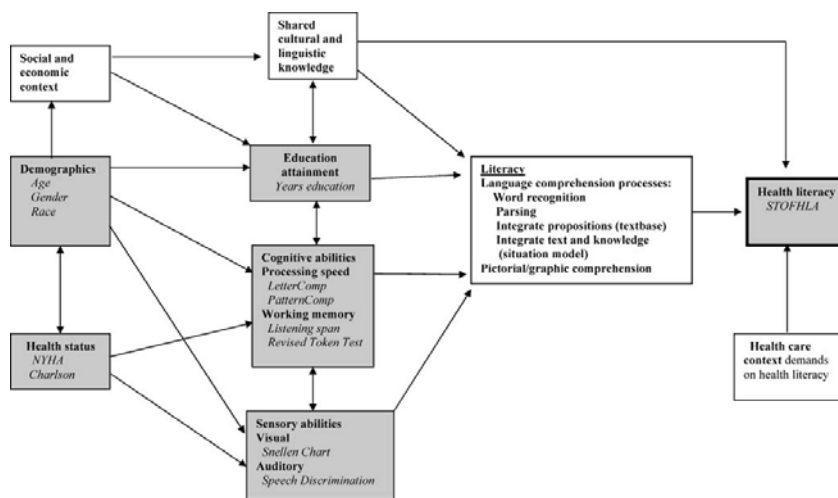 Shared
cultural and
linguistic
knowledge
Social and
economic
context
Demographics
Age
Gender
Race
Education
attainment
Years education
Literacy
Language comprehension processes:
Word recognition
Parsing
Integrate propositions (textbase)
Integrate text and knowledge
(situation model)
Pictorial/graphic comprehension
Health literacy
STOFHLA
Cognitive abilities
Processing speed
LetterComp
PatternComp
Working memory
Listening span
Revised Token Test
Health status
NYHA
Charlson
Health care
context demands
on health literacy
Sensory abilities
Visual
Snellen Chart
Auditory
Speech Discrimination